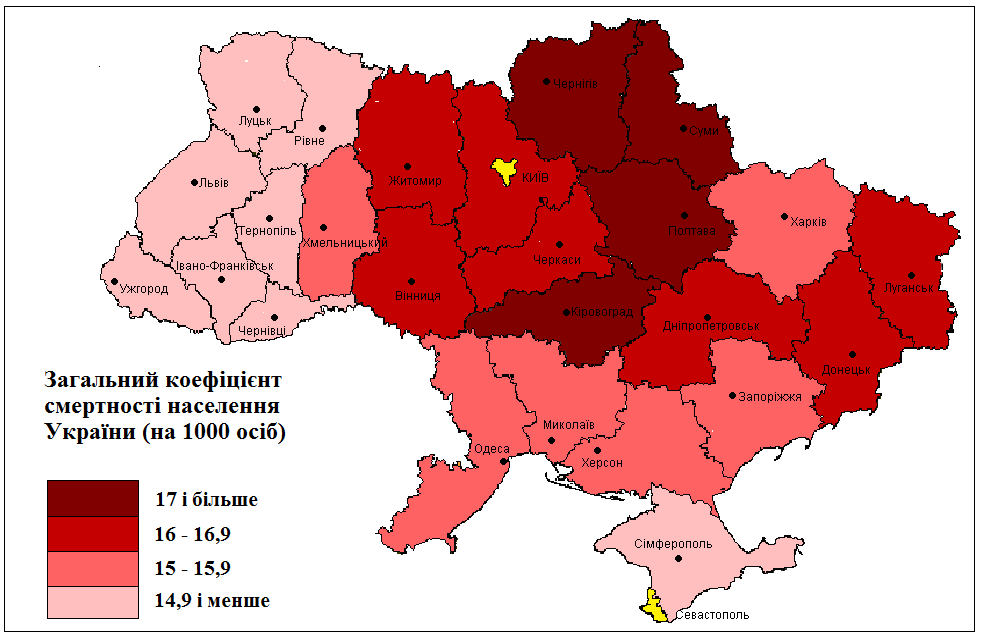 Чернігів
Суми
Луцьк
Рівне
Житомир
КИЇВ
Львів
Тернопіль
Хмельницький
Полтава
Харків
Черкаси
Івано-Франківськ
Ужгород
Вінниця
Луганськ
Чернівці
Кіровоград
Дніпропетровськ
Донецьк
Запоріжжя
Миколаїв
Одеса
Херсон
Сімферополь
Севастополь
Загальний коефіцієнт
смертності населення
України (на 1000 осіб)
17 і більше
16 - 16,9
15 - 15,9
14,9 і менше